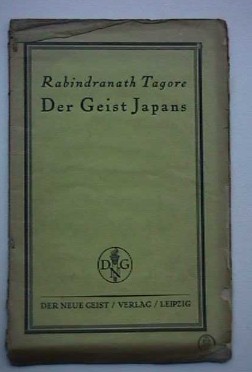 Rabindranath Tagore
Der Geist Japans
D N G
DER NEUE GEIST / VERLAG / LEIPZIG